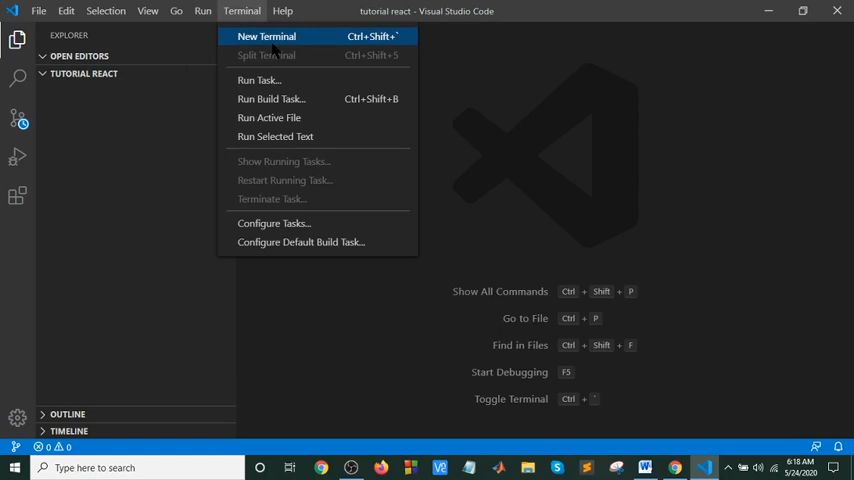 File Edit Selection View Go Run Terminal Help tutorial react - Visual Studio Code
EXPLORER
OPEN EDITORS
TUTORIAL REACT
New Terminal Ctrl+Shift+`
Split Terminal Ctrl+Shift+5
Run Task...
Run Build Task... Ctrl+Shift+B
Run Active File
Run Selected Text
Show Running Tasks...
Restart Running Task...
Terminate Task...
Configure Tasks...
Configure Default Build Task...
Show All Commands Ctrl + Shift + P
Go to File Ctrl + P
Find in Files Ctrl + Shift + F
Start Debugging F5
Toggle Terminal Ctrl + `
OUTLINE
TIMELINE
0 0
Type here to search
6:18 AM
5/24/2020